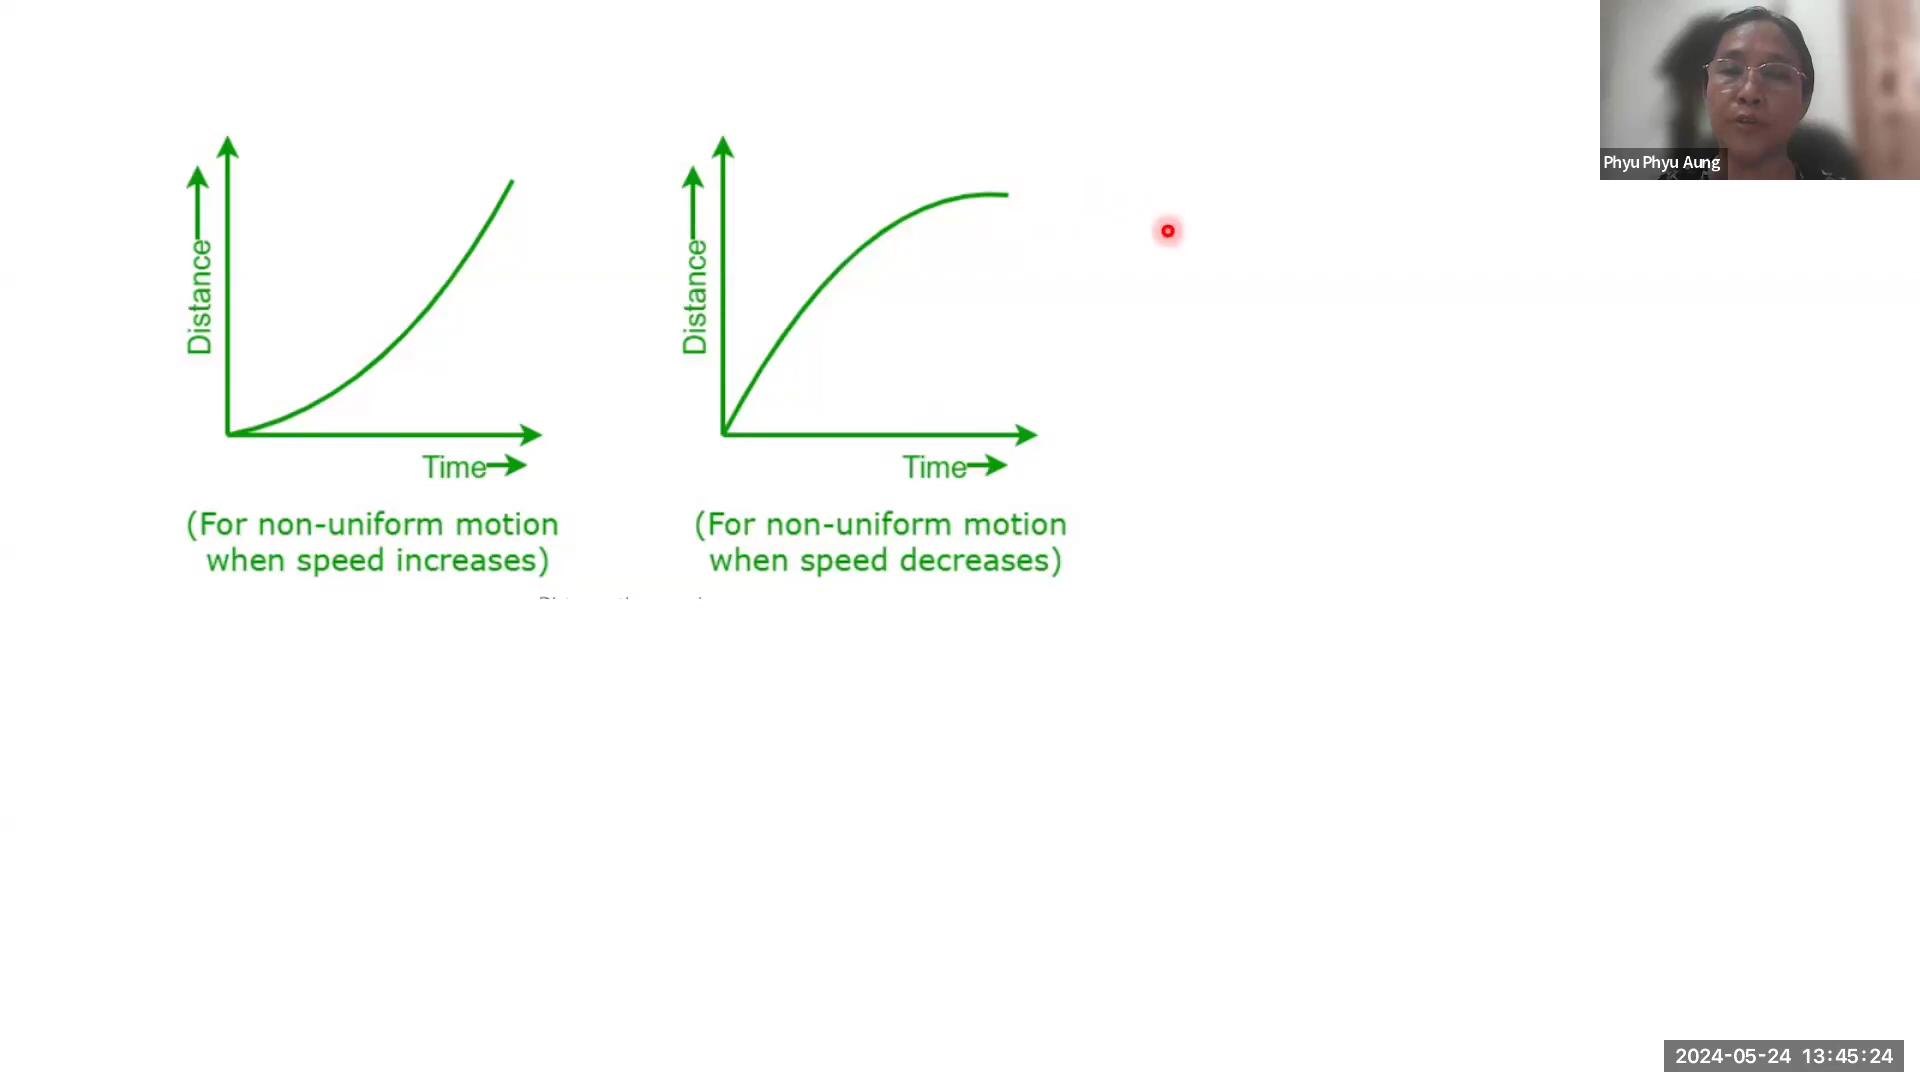 Phyu Phyu Aung
Distance
Time
(For non-uniform motion
when speed increases)
Distance
Time
(For non-uniform motion
when speed decreases)
2024-05-24 13:45:24